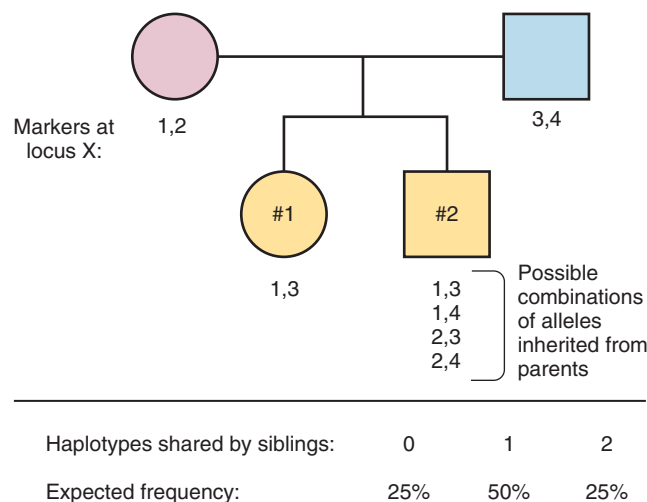 Markers at
locus X:
1,2
3,4
#1
#2
1,3
1,3
1,4
2,3
2,4
Possible
combinations
of alleles
inherited from
parents
Haplotypes shared by siblings: 0 1 2
Expected frequency: 25% 50% 25%